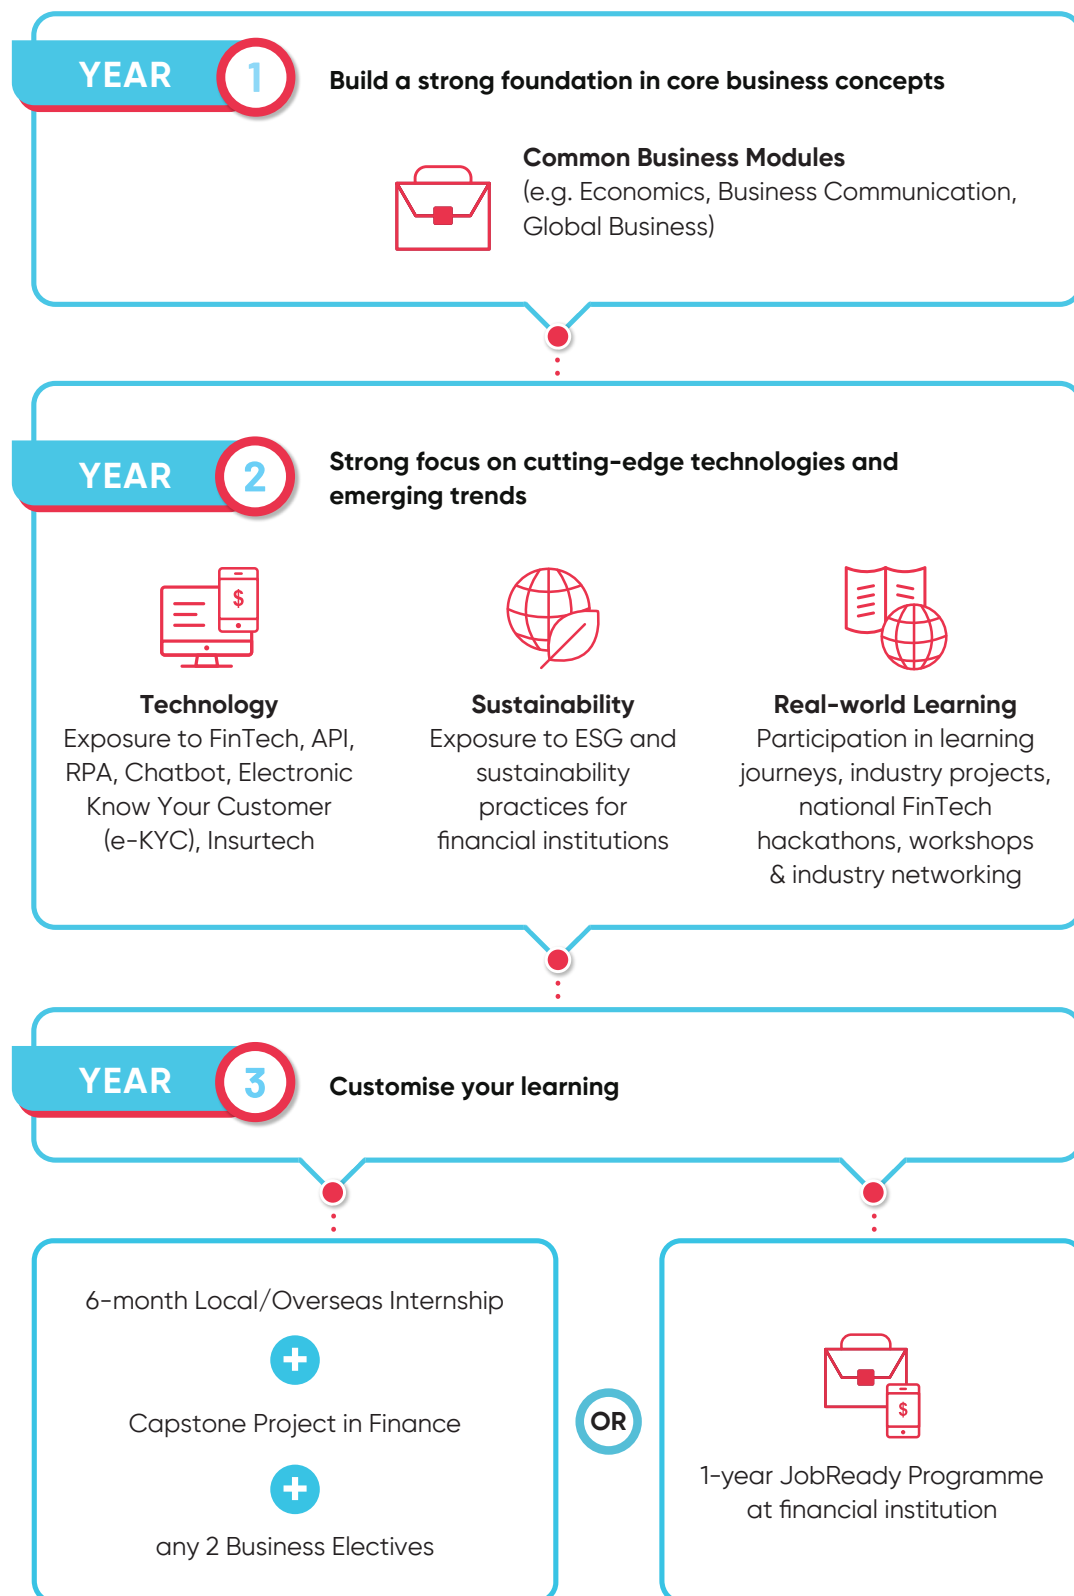 YEAR 1
Build a strong foundation in core business concepts
Common Business Modules
(e.g. Economics, Business Communication,
Global Business)
YEAR 2
Strong focus on cutting-edge technologies and
emerging trends
$
Technology
Exposure to FinTech, API,
RPA, Chatbot, Electronic
Know Your Customer
(e-KYC), Insurtech
Sustainability
Exposure to ESG and
sustainability
practices for
financial institutions
Real-world Learning
Participation in learning
journeys, industry projects,
national FinTech
hackathons, workshops
& industry networking
YEAR 3
Customise your learning
6-month Local/Overseas Internship
+
Capstone Project in Finance
+
any 2 Business Electives
OR
$
1-year JobReady Programme
at financial institution